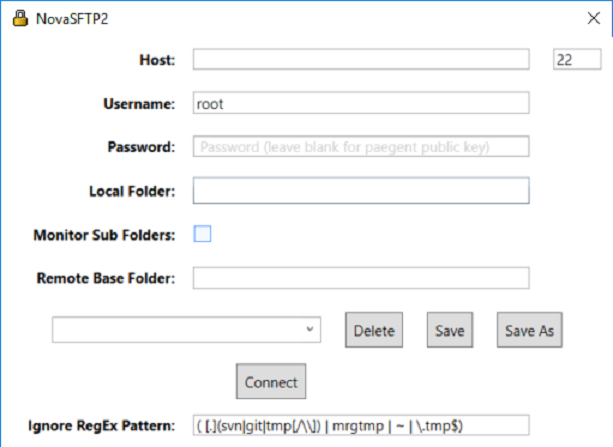 NovaSFTP2
Host: 22
Username: root
Password: Password (leave blank for paegent public key)
Local Folder:
Monitor Sub Folders:
Remote Base Folder:
Delete Save Save As
Connect
Ignore RegEx Pattern: ( [.](svn|git|tmp[/\\]) | mrgtmp | ~ | \.tmp$)